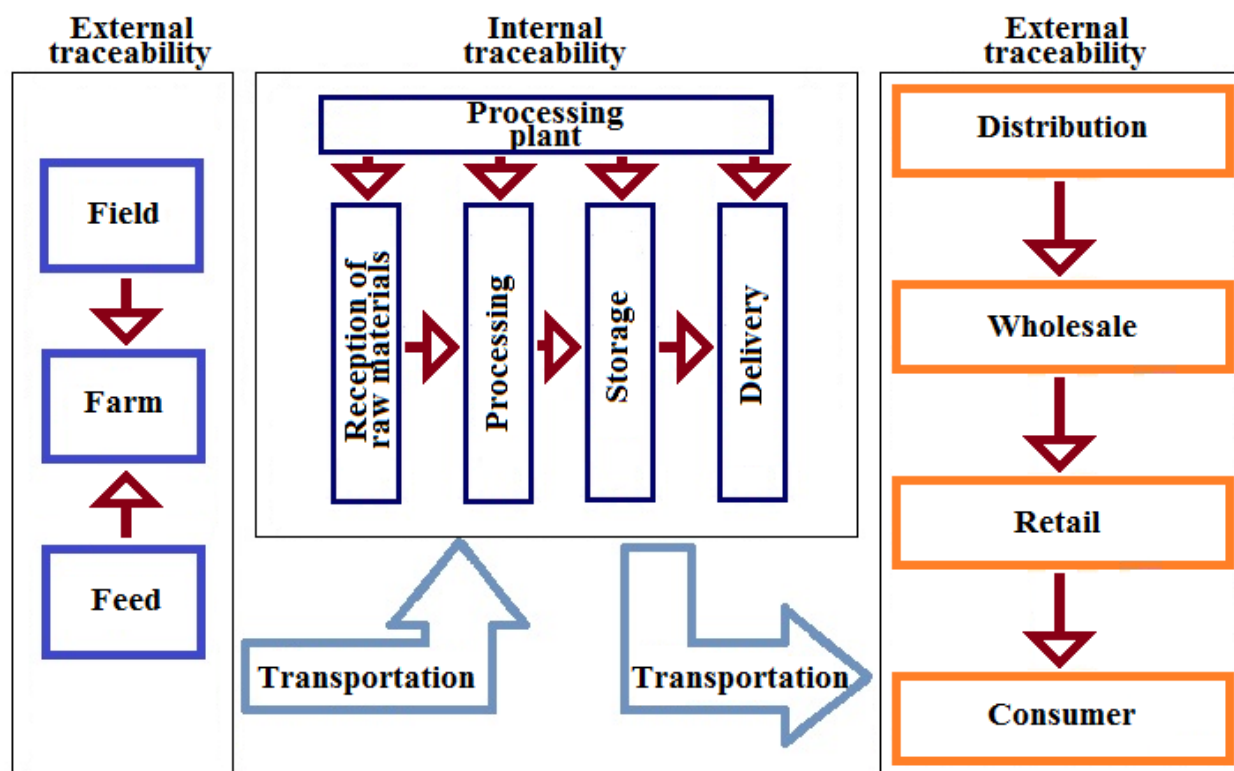 External
traceability
Field
Farm
Feed
Internal
traceability
Processing
plant
Reception of
raw materials
Processing
Storage
Delivery
Transportation
Transportation
External
traceability
Distribution
Wholesale
Retail
Consumer